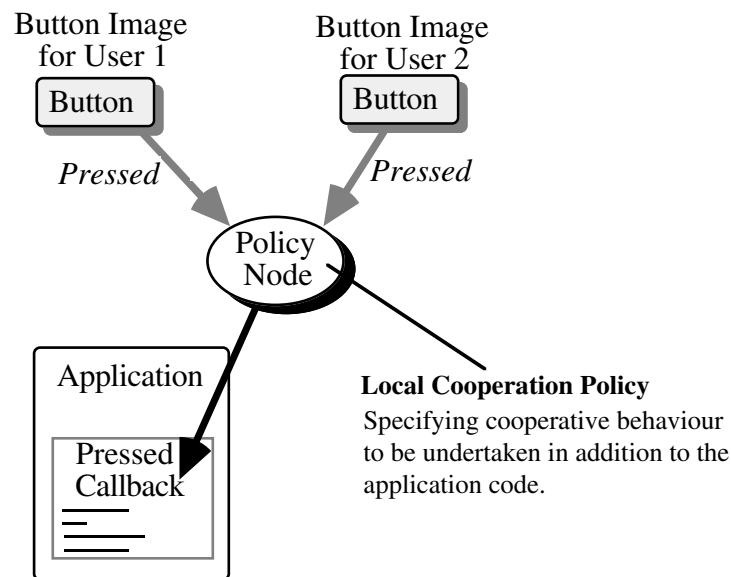 Button Image
for User 1
Button Image
for User 2
Button
Button
Pressed
Pressed
Policy
Node
Application
Pressed
Callback
Local Cooperation Policy
Specifying cooperative behaviour
to be undertaken in addition to the
application code.